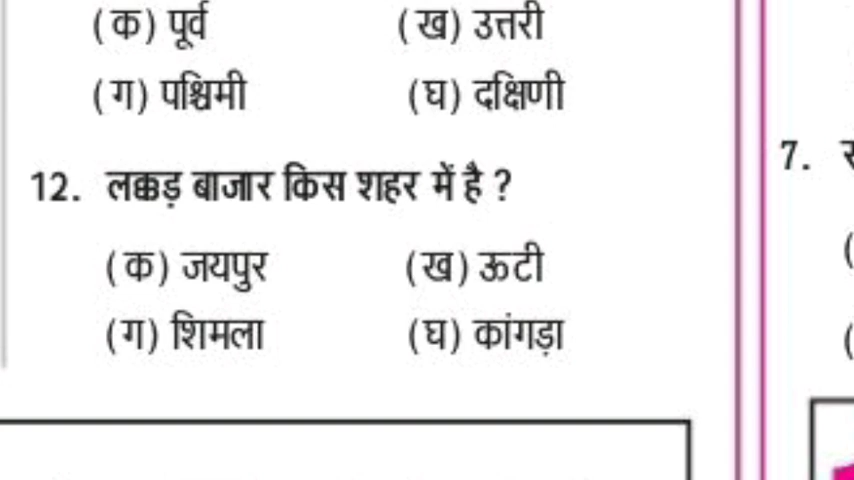 (क) पूर्व (ख) उत्तरी
(ग) पश्चिमी (घ) दक्षिणी
12. लक्कड़ बाजार किस शहर में है ?
(क) जयपुर (ख) ऊटी
(ग) शिमला (घ) कांगड़ा
7.
(
(